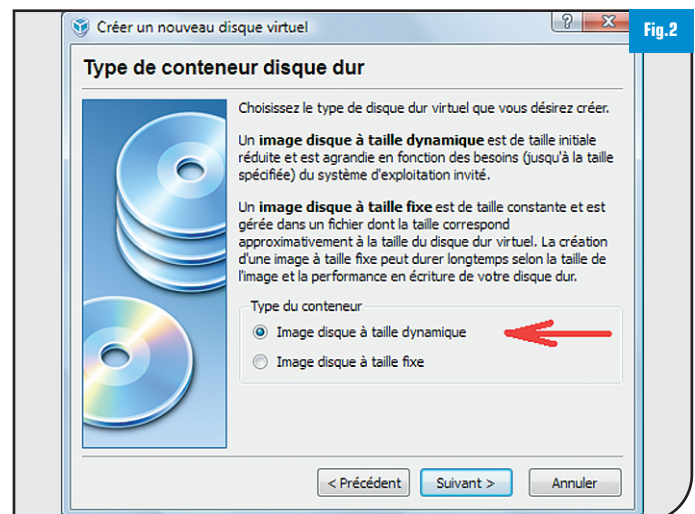 Créer un nouveau disque virtuel
Fig.2
Type de conteneur disque dur
Choisissez le type de disque dur virtuel que vous désirez créer.
Un image disque à taille dynamique est de taille initiale
réduite et est agrandie en fonction des besoins (jusqu'à la taille
spécifiée) du système d'exploitation invité.
Un image disque à taille fixe est de taille constante et est
gérée dans un fichier dont la taille correspond
approximativement à la taille du disque dur virtuel. La création
d'une image à taille fixe peut durer longtemps selon la taille de
l'image et la performance en écriture de votre disque dur.
Type du conteneur
Image disque à taille dynamique
Image disque à taille fixe
< Précédent
Suivant >
Annuler